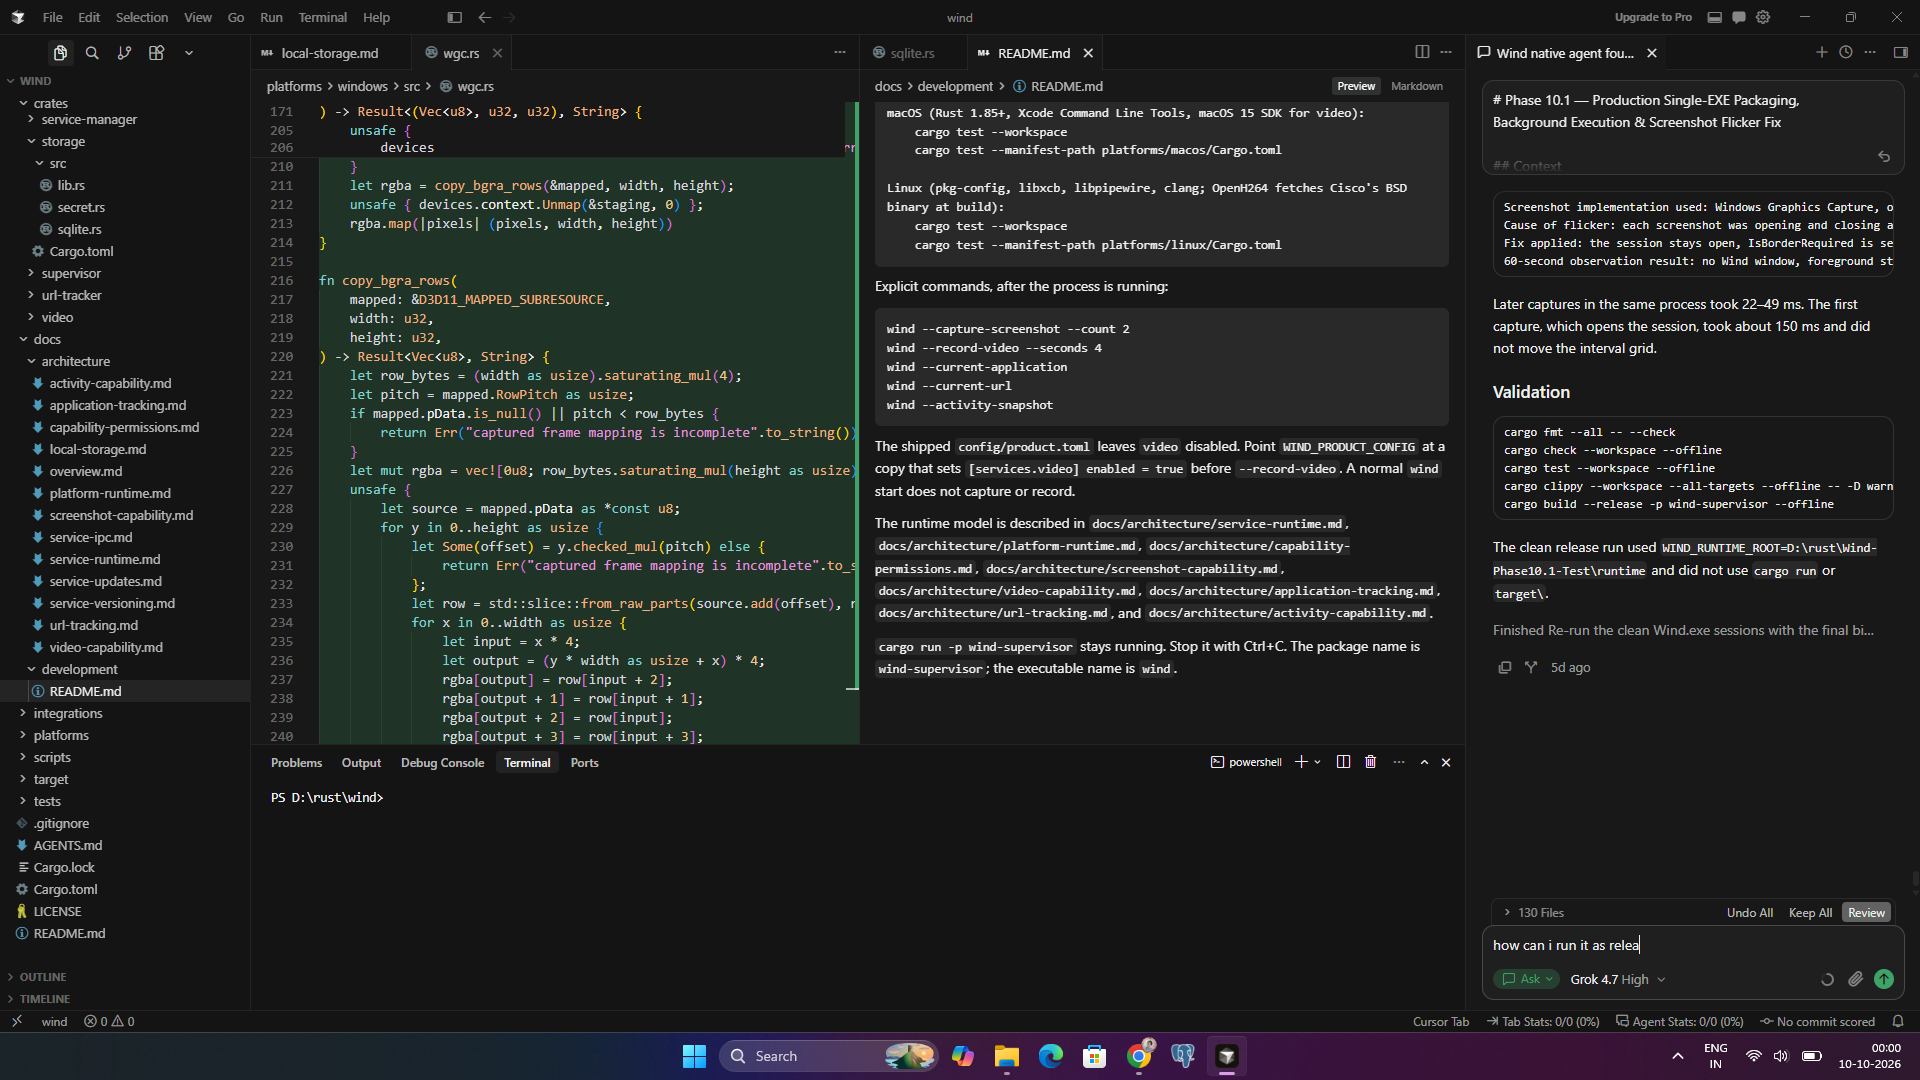 File Edit Selection View Go Run Terminal Help
wind
Upgrade to Pro
WIND
crates
service-manager
storage
src
lib.rs
secret.rs
sqlite.rs
Cargo.toml
supervisor
url-tracker
video
docs
architecture
activity-capability.md
application-tracking.md
capability-permissions.md
local-storage.md
overview.md
platform-runtime.md
screenshot-capability.md
service-ipc.md
service-runtime.md
service-updates.md
service-versioning.md
url-tracking.md
video-capability.md
development
README.md
integrations
platforms
scripts
target
tests
.gitignore
AGENTS.md
Cargo.lock
Cargo.toml
LICENSE
README.md
OUTLINE
TIMELINE
local-storage.md
wgc.rs
platforms > windows > src > wgc.rs
171 ) -> Result<(Vec<u8>, u32, u32), String> {
205 unsafe {
206 devices
210 }
211 let rgba = copy_bgra_rows(&mapped, width, height);
212 unsafe { devices.context.Unmap(&staging, 0) };
213 rgba.map(|pixels| (pixels, width, height))
214 }
215
216 fn copy_bgra_rows(
217 mapped: &D3D11_MAPPED_SUBRESOURCE,
218 width: u32,
219 height: u32,
220 ) -> Result<Vec<u8>, String> {
221 let row_bytes = (width as usize).saturating_mul(4);
222 let pitch = mapped.RowPitch as usize;
223 if mapped.pData.is_null() || pitch < row_bytes {
224 return Err("captured frame mapping is incomplete".to_string())
225 }
226 let mut rgba = vec![0u8; row_bytes.saturating_mul(height as usize)
227 unsafe {
228 let source = mapped.pData as *const u8;
229 for y in 0..height as usize {
230 let Some(offset) = y.checked_mul(pitch) else {
231 return Err("captured frame mapping is incomplete".to_s
232 };
233 let row = std::slice::from_raw_parts(source.add(offset), r
234 for x in 0..width as usize {
235 let input = x * 4;
236 let output = (y * width as usize + x) * 4;
237 rgba[output] = row[input + 2];
238 rgba[output + 1] = row[input + 1];
239 rgba[output + 2] = row[input];
240 rgba[output + 3] = row[input + 3];
sqlite.rs
README.md
docs > development > README.md
Preview Markdown
macOS (Rust 1.85+, Xcode Command Line Tools, macOS 15 SDK for video):
cargo test --workspace
cargo test --manifest-path platforms/macos/Cargo.toml
Linux (pkg-config, libxcb, libpipewire, clang; OpenH264 fetches Cisco's BSD
binary at build):
cargo test --workspace
cargo test --manifest-path platforms/linux/Cargo.toml
Explicit commands, after the process is running:
wind --capture-screenshot --count 2
wind --record-video --seconds 4
wind --current-application
wind --current-url
wind --activity-snapshot
The shipped config/product.toml leaves video disabled. Point WIND_PRODUCT_CONFIG at a
copy that sets [services.video] enabled = true before --record-video. A normal wind
start does not capture or record.
The runtime model is described in docs/architecture/service-runtime.md,
docs/architecture/platform-runtime.md, docs/architecture/capability-
permissions.md, docs/architecture/screenshot-capability.md,
docs/architecture/video-capability.md, docs/architecture/application-tracking.md,
docs/architecture/url-tracking.md, and docs/architecture/activity-capability.md.
cargo run -p wind-supervisor stays running. Stop it with Ctrl+C. The package name is
wind-supervisor; the executable name is wind.
Problems Output Debug Console Terminal Ports
powershell
PS D:\rust\wind>
Wind native agent fou...
# Phase 10.1 — Production Single-EXE Packaging,
Background Execution & Screenshot Flicker Fix
## Context
Screenshot implementation used: Windows Graphics Capture, o
Cause of flicker: each screenshot was opening and closing a
Fix applied: the session stays open, IsBorderRequired is se
60-second observation result: no Wind window, foreground st
Later captures in the same process took 22–49 ms. The first
capture, which opens the session, took about 150 ms and did
not move the interval grid.
Validation
cargo fmt --all -- --check
cargo check --workspace --offline
cargo test --workspace --offline
cargo clippy --workspace --all-targets --offline -- -D warn
cargo build --release -p wind-supervisor --offline
The clean release run used WIND_RUNTIME_ROOT=D:\rust\Wind-
Phase10.1-Test\runtime and did not use cargo run or
target\.
Finished Re-run the clean Wind.exe sessions with the final bi...
5d ago
130 Files
Undo All Keep All Review
how can i run it as relea
Ask Grok 4.7 High
wind 0 0
Cursor Tab Tab Stats: 0/0 (0%) Agent Stats: 0/0 (0%) No commit scored
Search
ENG
IN
00:00
10-10-2026